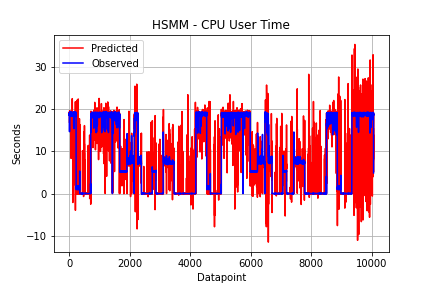 HSMM - CPU User Time
Predicted
Observed
Seconds
30
20
10
0
−10
0 2000 4000 6000 8000 10000
Datapoint